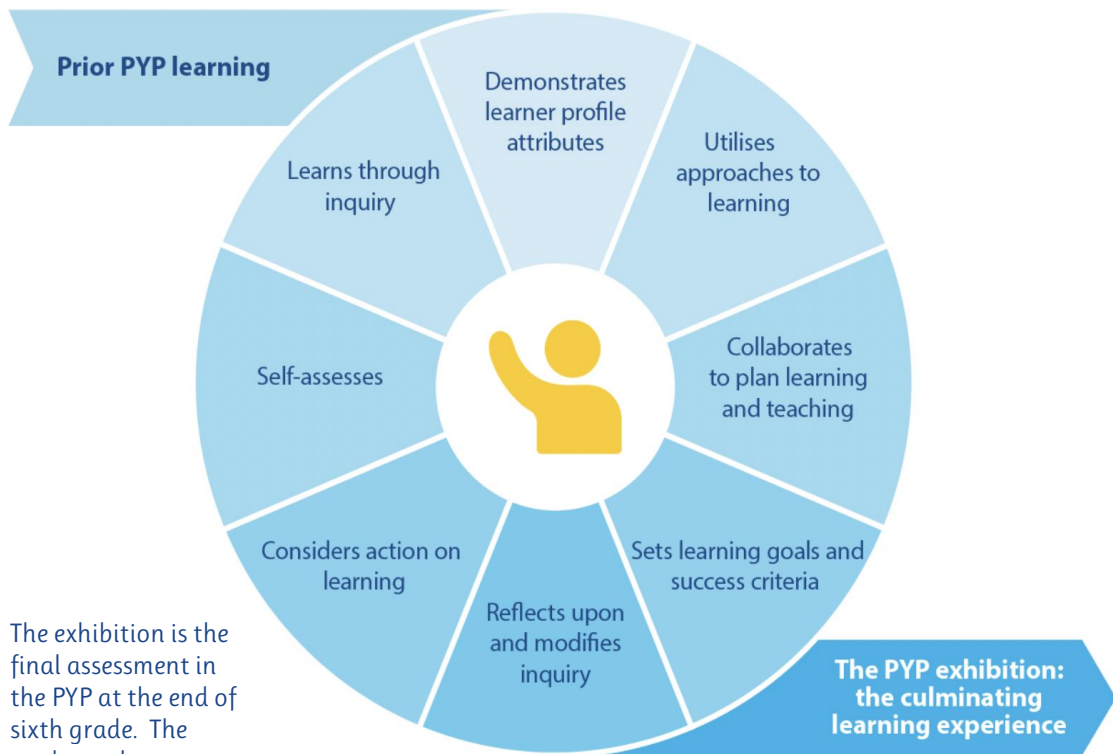 Prior PYP learning
Demonstrates
learner profile
attributes
Utilises
approaches to
learning
Collaborates
to plan learning
and teaching
Sets learning goals and
success criteria
Reflects upon
and modifies
inquiry
Considers action on
learning
Self-assesses
Learns through
inquiry
The exhibition is the
final assessment in
the PYP at the end of
sixth grade. The
The PYP exhibition:
the culminating
learning experience